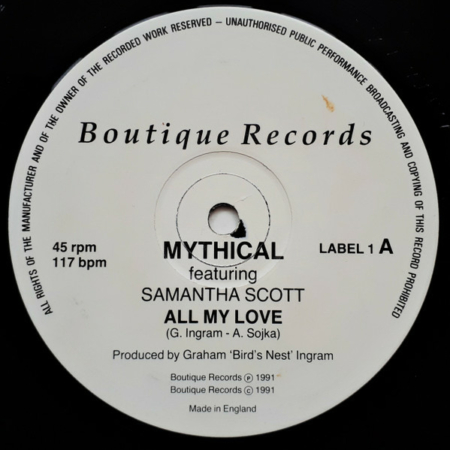 ALL RIGHTS OF THE MANUFACTURER AND OF THE OWNER OF THE RECORDED WORK RESERVED – UNAUTHORISED PUBLIC PERFORMANCE BROADCASTING AND COPYING OF THIS RECORD PROHIBITED
Boutique Records
45 rpm
117 bpm
LABEL 1 A
MYTHICAL
featuring
SAMANTHA SCOTT
ALL MY LOVE
(G. Ingram - A. Sojka)
Produced by Graham 'Bird's Nest' Ingram
Boutique Records ℗ 1991
Boutique Records © 1991
Made in England